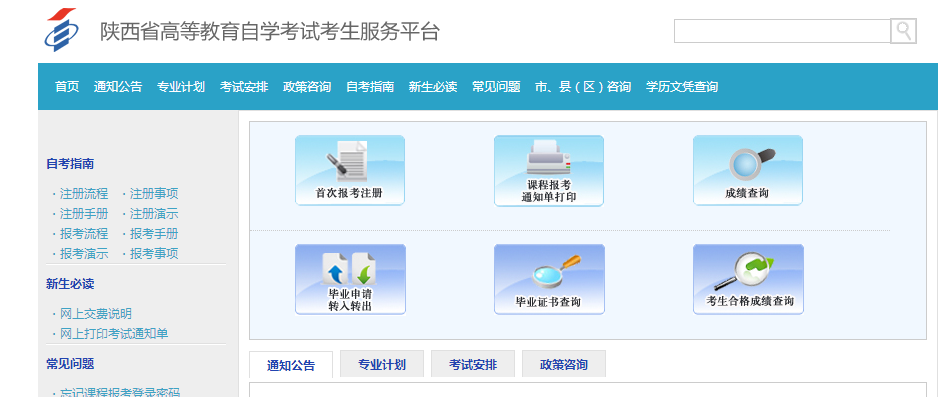 陕西省高等教育自学考试考生服务平台
首页 通知公告 专业计划 考试安排 政策咨询 自考指南 新生必读 常见问题 市、县（区）咨询 学历文凭查询
自考指南
· 注册流程 · 注册事项
· 注册手册 · 注册演示
· 报考流程 · 报考手册
· 报考演示 · 报考事项
新生必读
· 网上交费说明
· 网上打印考试通知单
常见问题
· 忘记课程报考登录密码
首次报考注册
课程报考
通知单打印
成绩查询
毕业申请
转入转出
毕业证书查询
考生合格成绩查询
通知公告 专业计划 考试安排 政策咨询